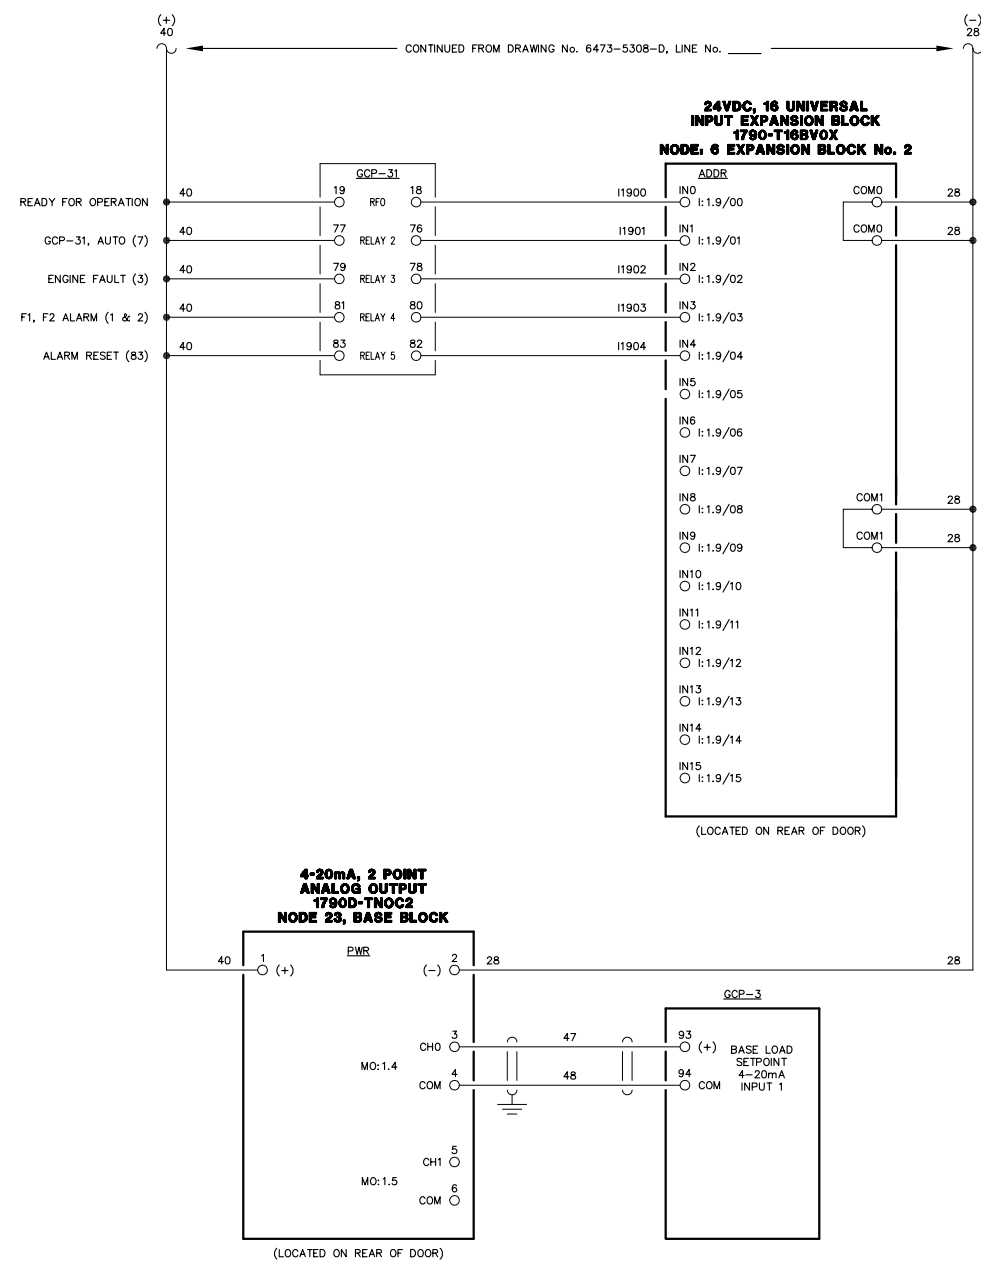 (+) (-)
40 28
CONTINUED FROM DRAWING No. 6473-5308-D, LINE No. ____
24VDC, 16 UNIVERSAL
INPUT EXPANSION BLOCK
1790-T16BV0X
NODE: 6 EXPANSION BLOCK No. 2
GCP-31 ADDR
READY FOR OPERATION 40 19 RFO 18 I1900 IN0 I:1.9/00 COM0 28
GCP-31, AUTO (7) 40 77 RELAY 2 76 I1901 IN1 I:1.9/01 COM0 28
ENGINE FAULT (3) 40 79 RELAY 3 78 I1902 IN2 I:1.9/02
F1, F2 ALARM (1 & 2) 40 81 RELAY 4 80 I1903 IN3 I:1.9/03
ALARM RESET (83) 40 83 RELAY 5 82 I1904 IN4 I:1.9/04
IN5
I:1.9/05
IN6
I:1.9/06
IN7
I:1.9/07
IN8 COM1 28
I:1.9/08
IN9 COM1 28
I:1.9/09
IN10
I:1.9/10
IN11
I:1.9/11
IN12
I:1.9/12
IN13
I:1.9/13
IN14
I:1.9/14
IN15
I:1.9/15
(LOCATED ON REAR OF DOOR)
4-20mA, 2 POINT
ANALOG OUTPUT
1790D-TNOC2
NODE 23, BASE BLOCK
PWR
40 1 (+) (-) 2 28 28
GCP-3
CH0 3 47 93 (+)
MO:1.4
COM 4 48 94 COM
BASE LOAD
SETPOINT
4-20mA
INPUT 1
CH1 5
MO:1.5
COM 6
(LOCATED ON REAR OF DOOR)